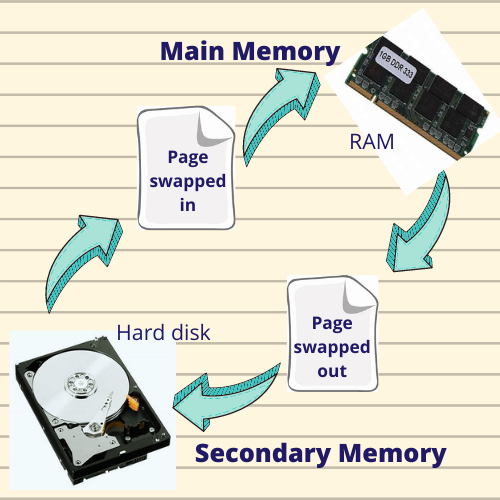 Main Memory
1GB DDR 333
RAM
Page
swapped
in
Hard disk
Page
swapped
out
Secondary Memory